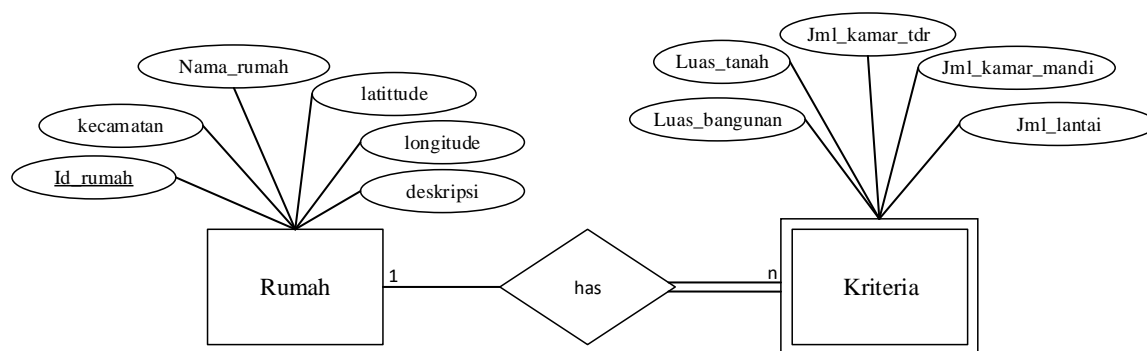 Jml_kamar_tdr
Nama_rumah
Luas_tanah
Jml_kamar_mandi
latittude
kecamatan
Luas_bangunan
Jml_lantai
longitude
Id_rumah
deskripsi
1
n
Rumah
has
Kriteria